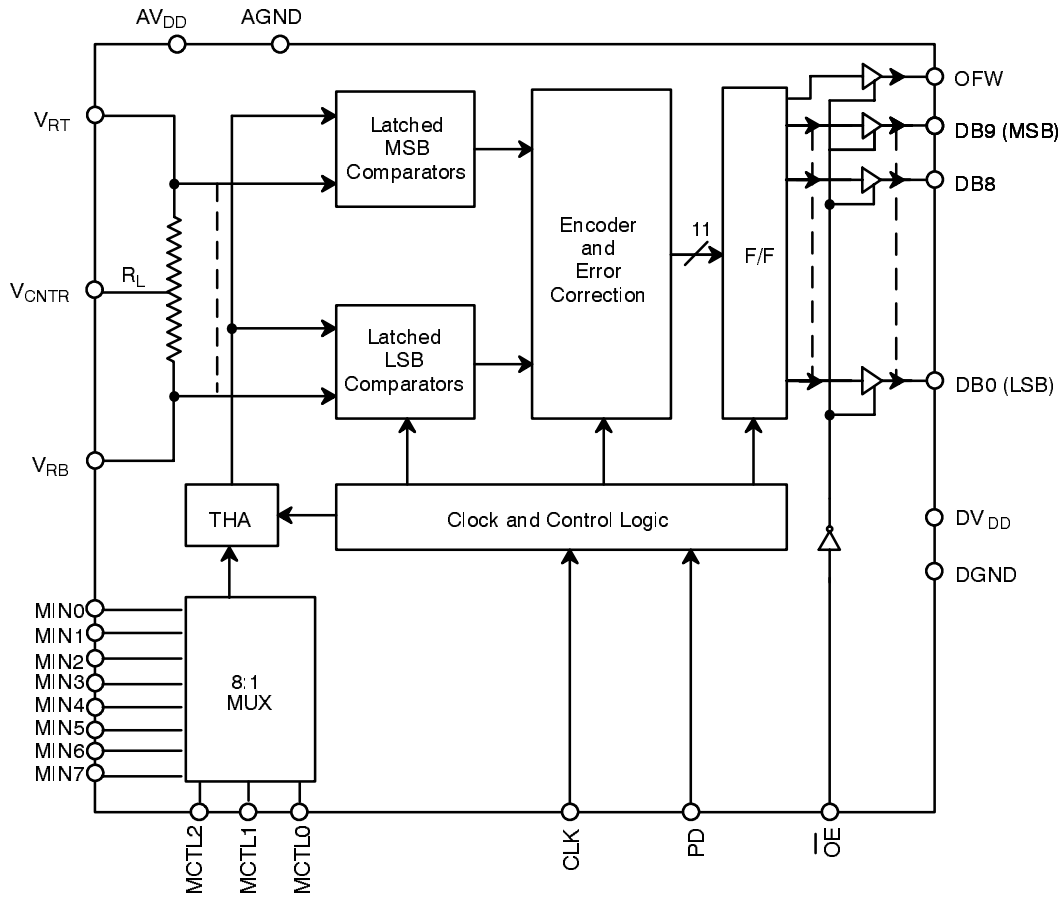 AVDD
AGND
VRT
VCNTR
RL
VRB
Latched
MSB
Comparators
Latched
LSB
Comparators
Encoder
and
Error
Correction
11
F/F
OFW
DB9 (MSB)
DB8
DB0 (LSB)
DVDD
DGND
THA
Clock and Control Logic
MIN0
MIN1
MIN2
MIN3
MIN4
MIN5
MIN6
MIN7
8:1
MUX
MCTL2
MCTL1
MCTL0
CLK
PD
O̅E